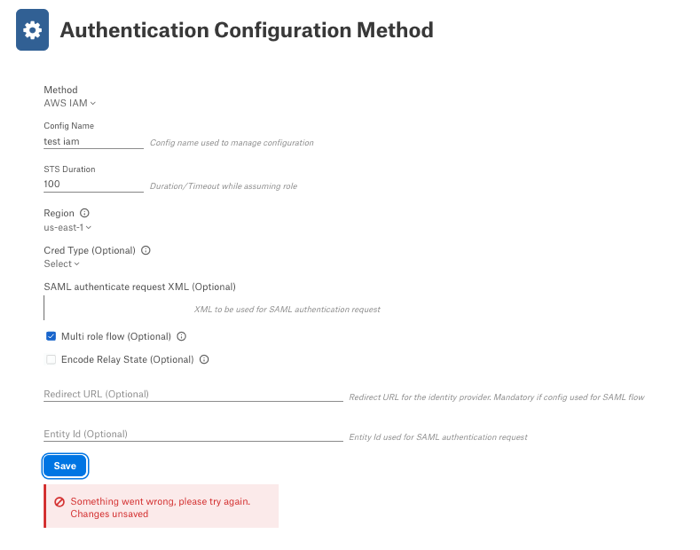 Authentication Configuration Method
Method
AWS IAM
Config Name
test iam
Config name used to manage configuration
STS Duration
100
Duration/Timeout while assuming role
Region
us-east-1
Cred Type (Optional)
Select
SAML authenticate request XML (Optional)
XML to be used for SAML authentication request
Multi role flow (Optional)
Encode Relay State (Optional)
Redirect URL (Optional)
Redirect URL for the identity provider. Mandatory if config used for SAML flow
Entity Id (Optional)
Entity Id used for SAML authentication request
Save
Something went wrong, please try again.
Changes unsaved